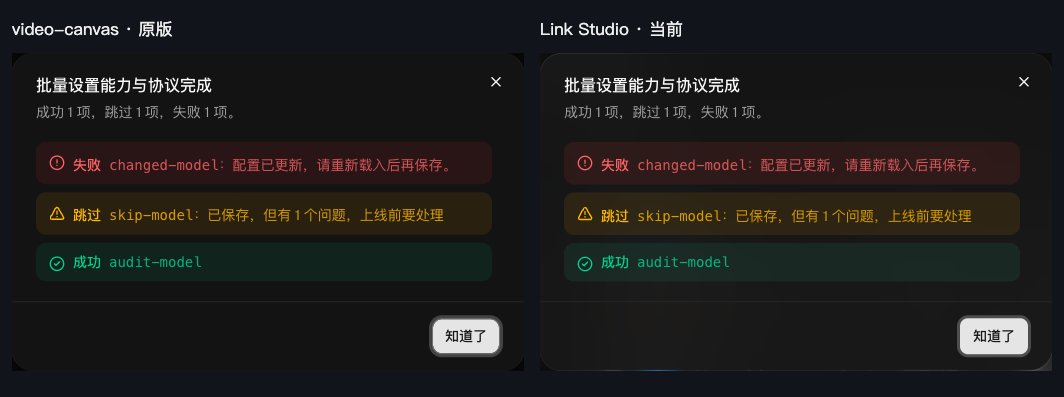 video-canvas · 原版
批量设置能力与协议完成
成功 1 项，跳过 1 项，失败 1 项。
失败 changed-model：配置已更新，请重新载入后再保存。
跳过 skip-model：已保存，但有 1 个问题，上线前要处理
成功 audit-model
知道了
Link Studio · 当前
批量设置能力与协议完成
成功 1 项，跳过 1 项，失败 1 项。
失败 changed-model：配置已更新，请重新载入后再保存。
跳过 skip-model：已保存，但有 1 个问题，上线前要处理
成功 audit-model
知道了